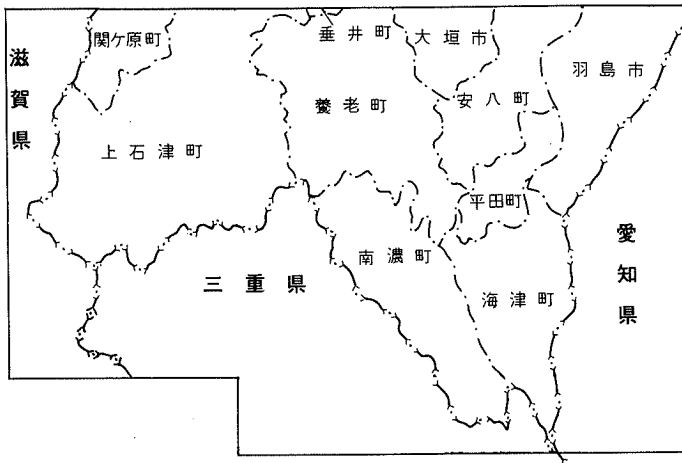 関ケ原町
垂井町
大垣市
羽島市
滋賀県
養老町
安八町
上石津町
平田町
愛知県
南濃町
三重県
海津町